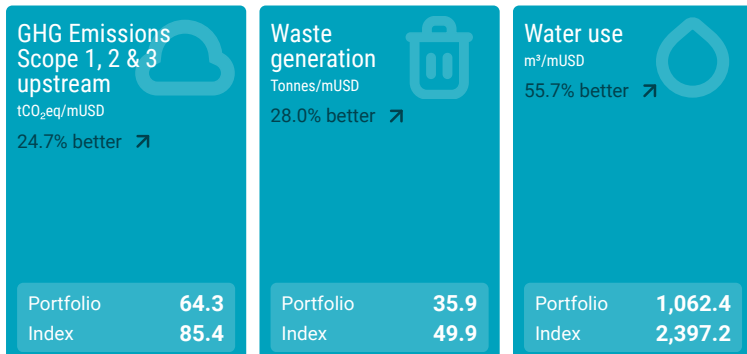 GHG Emissions
Scope 1, 2 & 3
upstream
tCO₂eq/mUSD
24.7% better
Portfolio 64.3
Index 85.4
Waste
generation
Tonnes/mUSD
28.0% better
Portfolio 35.9
Index 49.9
Water use
m³/mUSD
55.7% better
Portfolio 1,062.4
Index 2,397.2